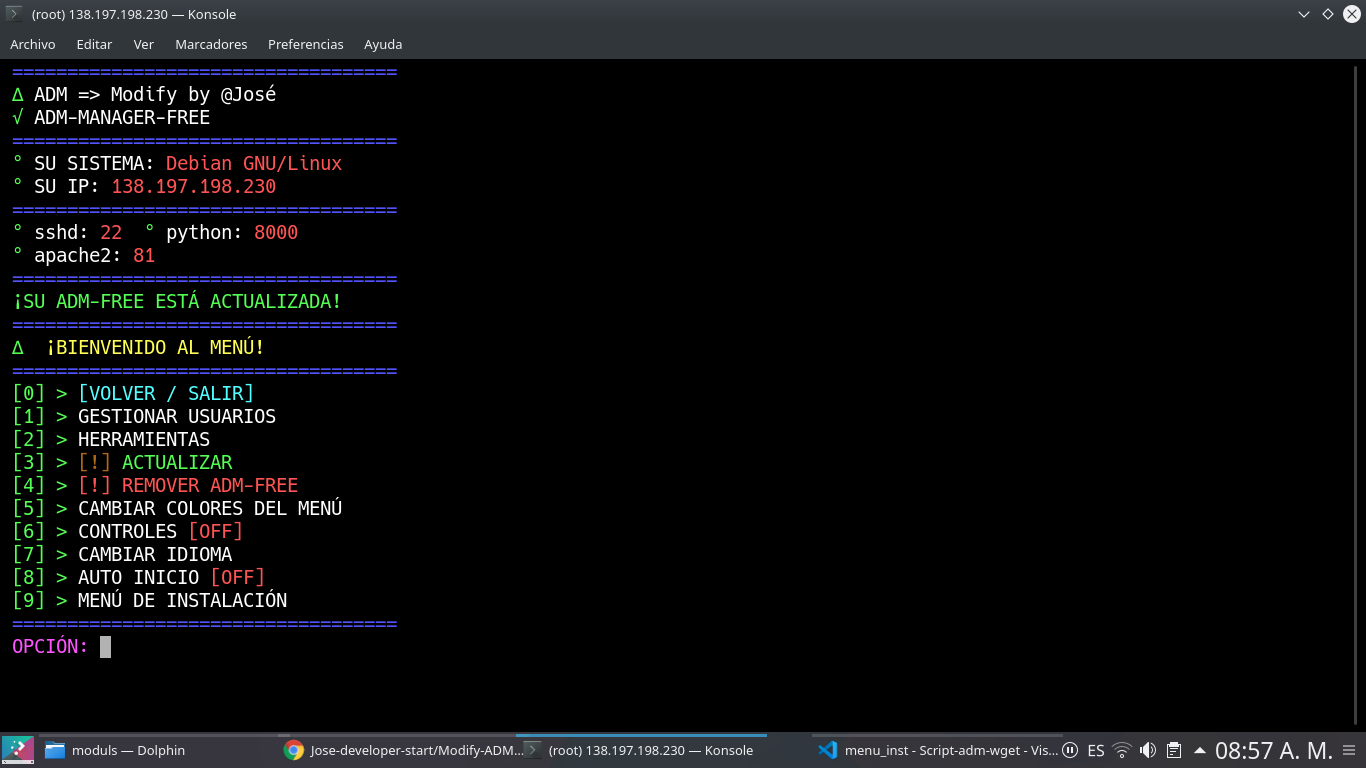 (root) 138.197.198.230 — Konsole
Archivo Editar Ver Marcadores Preferencias Ayuda
===================================
∆ ADM => Modify by @José
√ ADM-MANAGER-FREE
===================================
° SU SISTEMA: Debian GNU/Linux
° SU IP: 138.197.198.230
===================================
° sshd: 22 ° python: 8000
° apache2: 81
===================================
¡SU ADM-FREE ESTÁ ACTUALIZADA!
===================================
∆ ¡BIENVENIDO AL MENÚ!
===================================
[0] > [VOLVER / SALIR]
[1] > GESTIONAR USUARIOS
[2] > HERRAMIENTAS
[3] > [!] ACTUALIZAR
[4] > [!] REMOVER ADM-FREE
[5] > CAMBIAR COLORES DEL MENÚ
[6] > CONTROLES [OFF]
[7] > CAMBIAR IDIOMA
[8] > AUTO INICIO [OFF]
[9] > MENÚ DE INSTALACIÓN
===================================
OPCIÓN:
moduls — Dolphin Jose-developer-start/Modify-ADM... (root) 138.197.198.230 — Konsole menu_inst - Script-adm-wget - Vis... ES 08:57 A. M.